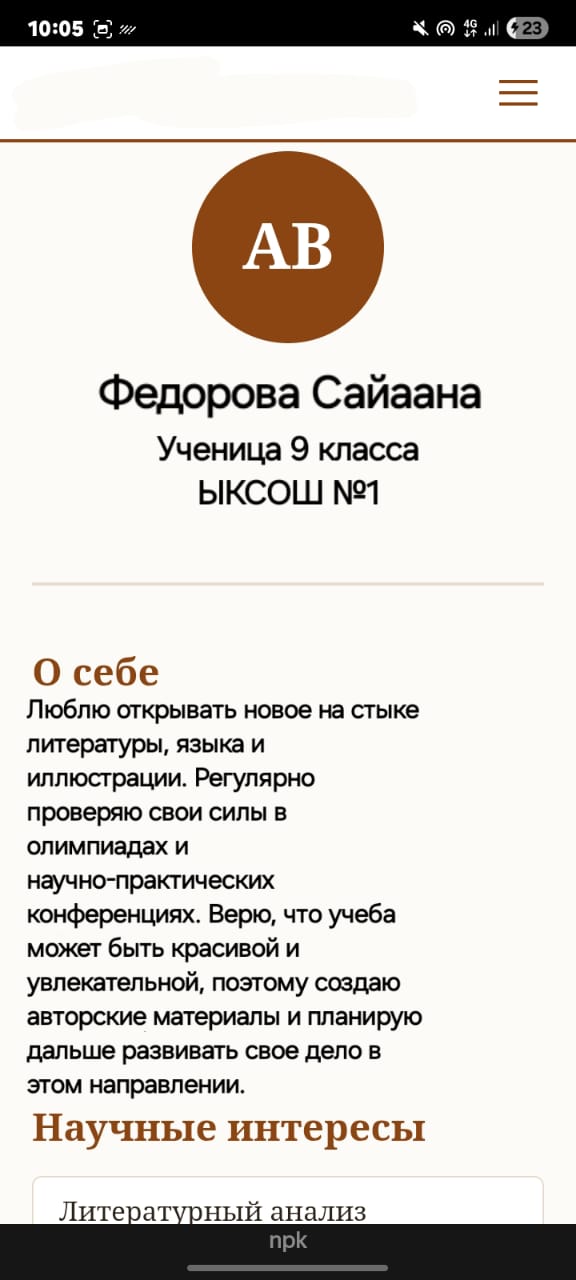 10:05
4G
23
АВ
Федорова Сайаана
Ученица 9 класса
ЫКСОШ №1
О себе
Люблю открывать новое на стыке
литературы, языка и
иллюстрации. Регулярно
проверяю свои силы в
олимпиадах и
научно-практических
конференциях. Верю, что учеба
может быть красивой и
увлекательной, поэтому создаю
авторские материалы и планирую
дальше развивать свое дело в
этом направлении.
Научные интересы
Литературный анализ
npk